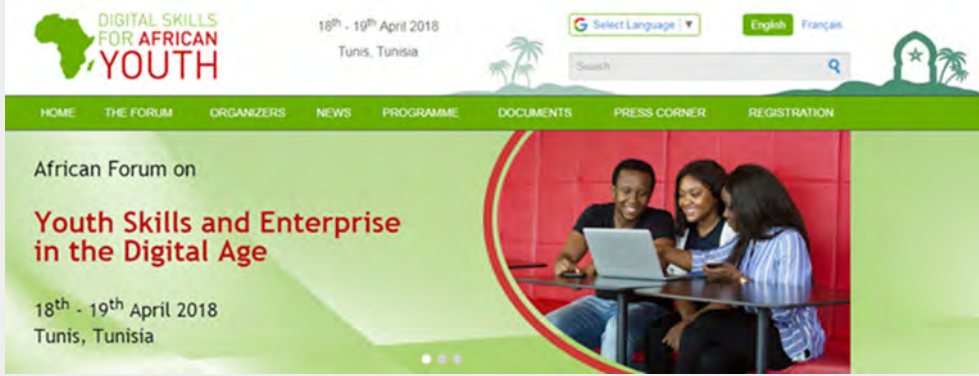 DIGITAL SKILLS
FOR AFRICAN
YOUTH
18th - 19th April 2018
Tunis, Tunisia
G Select Language ▼
English Français
Search
HOME THE FORUM ORGANIZERS NEWS PROGRAMME DOCUMENTS PRESS CORNER REGISTRATION
African Forum on
Youth Skills and Enterprise
in the Digital Age
18th - 19th April 2018
Tunis, Tunisia